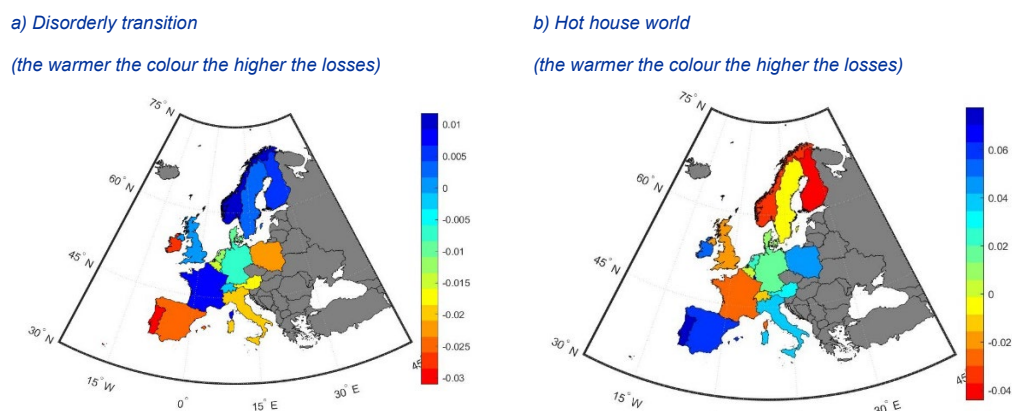 a) Disorderly transition
(the warmer the colour the higher the losses)
75° N
60° N
45° N
30° N
15° W
0°
15° E
30° E
45
0.01
0.005
0
-0.005
-0.01
-0.015
-0.02
-0.025
-0.03
b) Hot house world
(the warmer the colour the higher the losses)
75° N
60° N
45° N
30° N
15° W
30° E
45
0.06
0.04
0.02
0
-0.02
-0.04